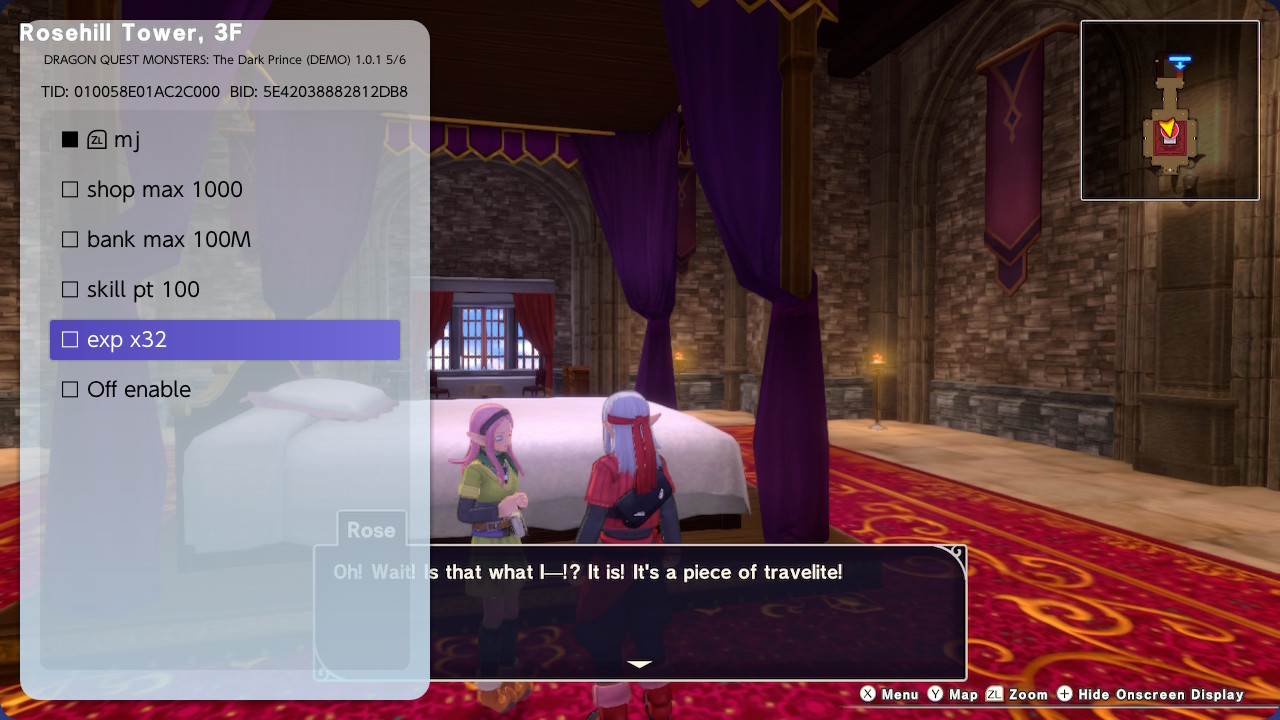 Rosehill Tower, 3F
DRAGON QUEST MONSTERS: The Dark Prince (DEMO) 1.0.1 5/6
TID: 010058E01AC2C000 BID: 5E42038882812DB8
ZL mj
shop max 1000
bank max 100M
skill pt 100
exp x32
Off enable
Rose
Oh! Wait! Is that what I—!? It is! It's a piece of travelite!
X Menu Y Map ZL Zoom + Hide Onscreen Display